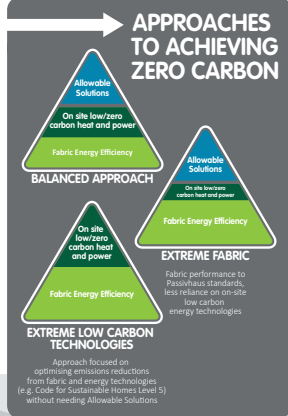 APPROACHES
TO ACHIEVING
ZERO CARBON
Allowable
Solutions
On site low/zero
carbon heat and power
Fabric Energy Efficiency
BALANCED APPROACH
Allowable
Solutions
On site low/zero
carbon heat and power
Fabric Energy Efficiency
EXTREME FABRIC
Fabric performance to
Passivhaus standards,
less reliance on on-site
low carbon
energy technologies
On site
low/zero
carbon heat
and power
Fabric Energy Efficiency
EXTREME LOW CARBON
TECHNOLOGIES
Approach focused on
optimising emissions reductions
from fabric and energy technologies
(e.g. Code for Sustainable Homes Level 5)
without needing Allowable Solutions